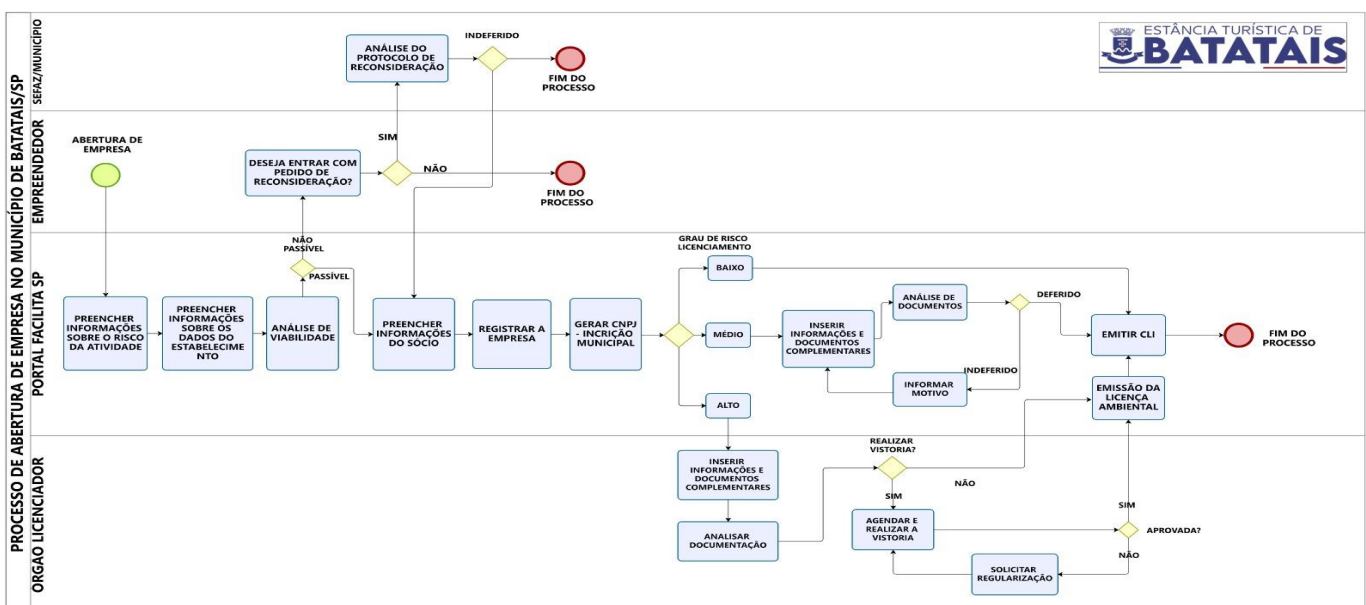 PROCESSO DE ABERTURA DE EMPRESA NO MUNICÍPIO DE BATATAIS/SP
SEFAZ/MUNICÍPIO
ANÁLISE DO
PROTOCOLO DE
RECONSIDERAÇÃO
INDEFERIDO
FIM DO
PROCESSO
ESTÂNCIA TURÍSTICA DE
BATATAIS
EMPREENDEDOR
ABERTURA DE
EMPRESA
DESEJA ENTRAR COM
PEDIDO DE
RECONSIDERAÇÃO?
SIM
NÃO
FIM DO
PROCESSO
PORTAL FACILITA SP
NÃO
PASSÍVEL
PASSÍVEL
PREENCHER
INFORMAÇÕES
SOBRE O RISCO
DA ATIVIDADE
PREENCHER
INFORMAÇÕES
SOBRE OS
DADOS DO
ESTABELECIME
NTO
ANÁLISE DE
VIABILIDADE
PREENCHER
INFORMAÇÕES
DO SÓCIO
REGISTRAR A
EMPRESA
GERAR CNPJ
- INCRIÇÃO
MUNICIPAL
GRAU DE RISCO
LICENCIAMENTO
BAIXO
MÉDIO
ALTO
INSERIR
INFORMAÇÕES E
DOCUMENTOS
COMPLEMENTARES
ANÁLISE DE
DOCUMENTOS
DEFERIDO
INDEFERIDO
INFORMAR
MOTIVO
EMITIR CLI
FIM DO
PROCESSO
EMISSÃO DA
LICENÇA
AMBIENTAL
ORGÃO LICENCIADOR
INSERIR
INFORMAÇÕES E
DOCUMENTOS
COMPLEMENTARES
ANALISAR
DOCUMENTAÇÃO
REALIZAR
VISTORIA?
NÃO
SIM
AGENDAR E
REALIZAR A
VISTORIA
SIM
APROVADA?
NÃO
SOLICITAR
REGULARIZAÇÃO